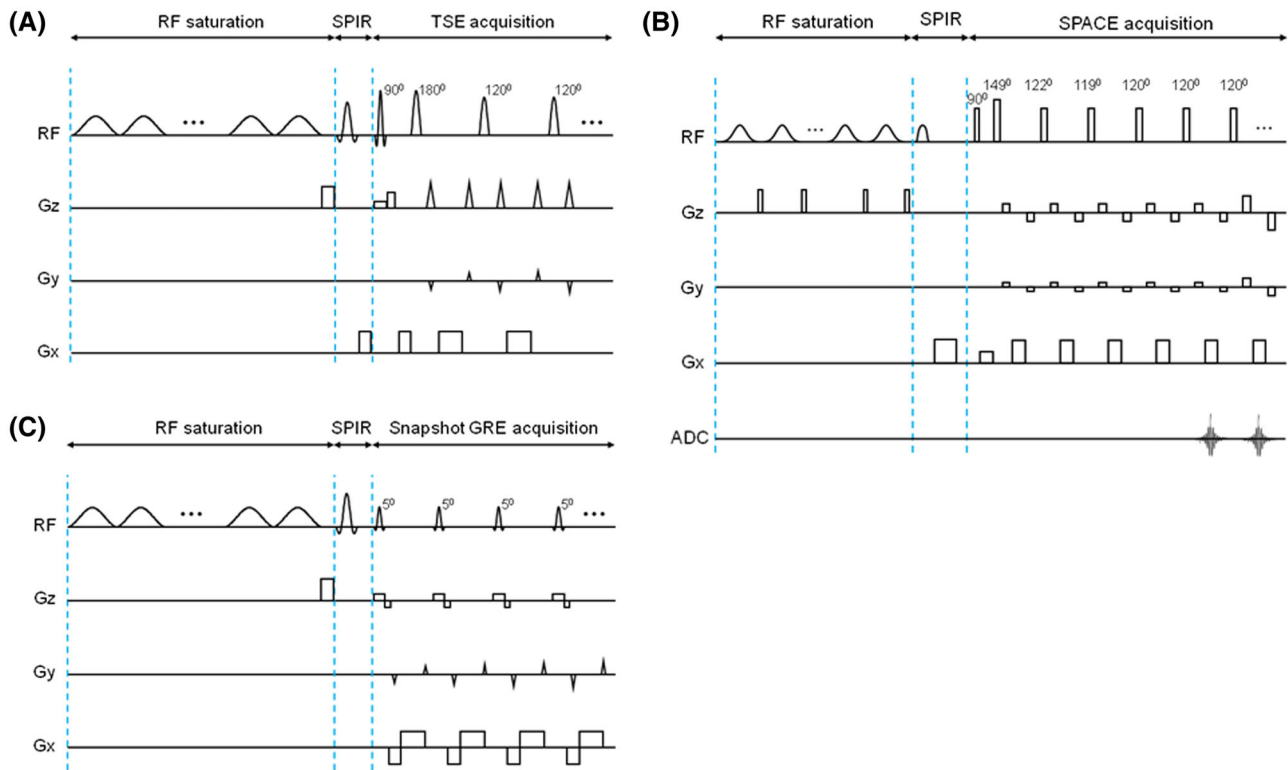 (A)
RF saturation SPIR TSE acquisition
90⁰ 180⁰ 120⁰ 120⁰
RF
Gz
Gy
Gx
(B)
RF saturation SPIR SPACE acquisition
90⁰ 149⁰ 122⁰ 119⁰ 120⁰ 120⁰ 120⁰
RF
Gz
Gy
Gx
ADC
(C)
RF saturation SPIR Snapshot GRE acquisition
5⁰ 5⁰ 5⁰ 5⁰
RF
Gz
Gy
Gx